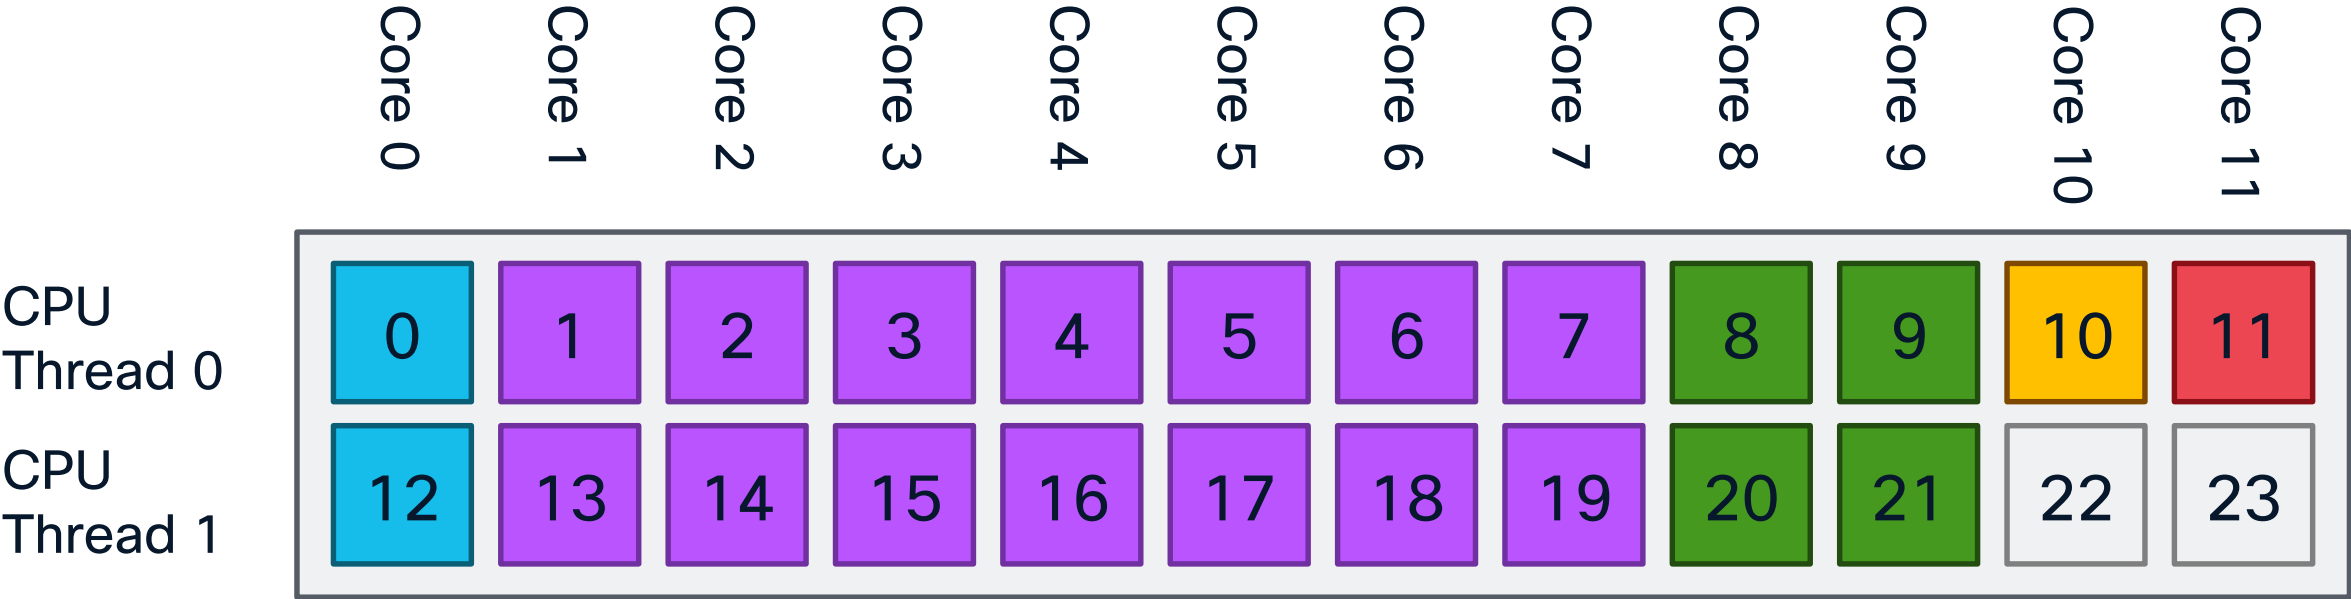 Core 0
Core 1
Core 2
Core 3
Core 4
Core 5
Core 6
Core 7
Core 8
Core 9
Core 10
Core 11
CPU
Thread 0
0 1 2 3 4 5 6 7 8 9 10 11
CPU
Thread 1
12 13 14 15 16 17 18 19 20 21 22 23